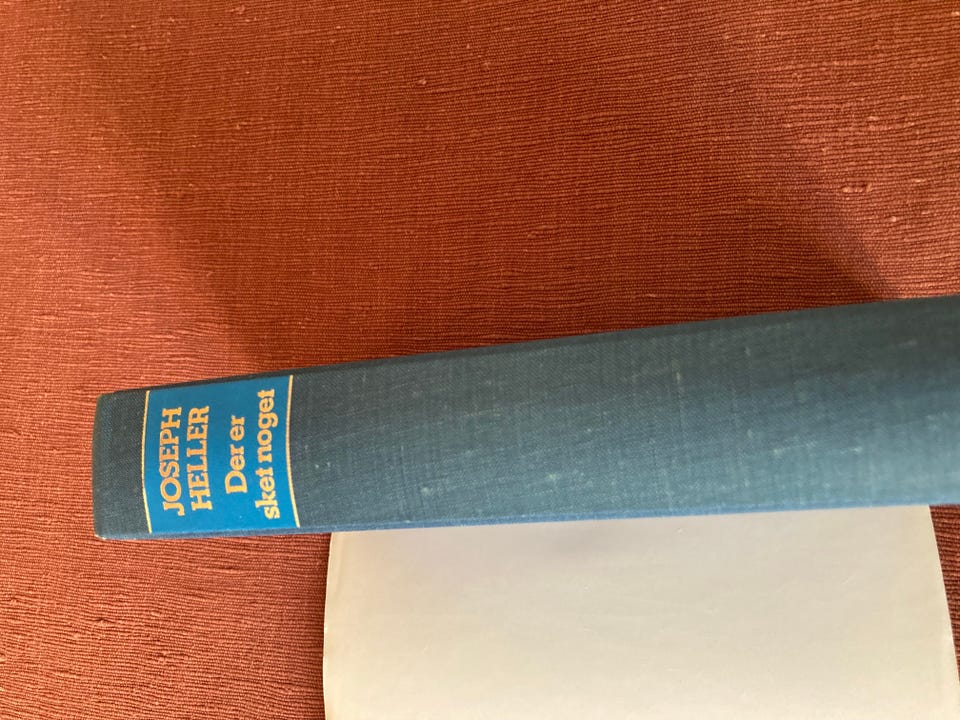 JOSEPH
HELLER
Der er
sket noget